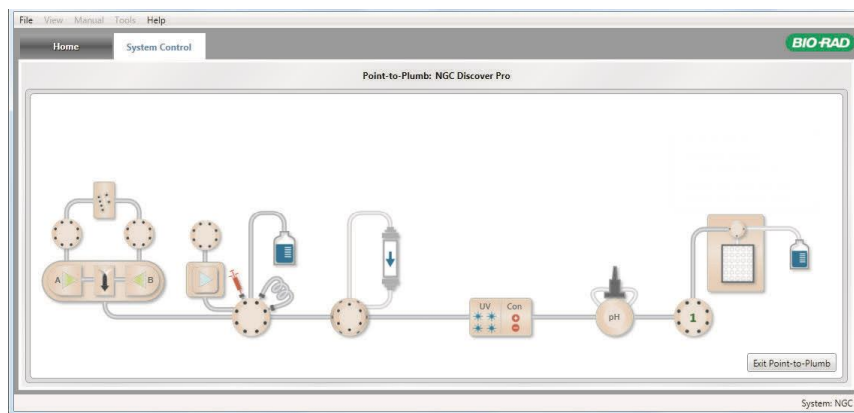 File View Manual Tools Help
Home System Control
BIO-RAD
Point-to-Plumb: NGC Discover Pro
A B
UV Con
pH
1
Exit Point-to-Plumb
System: NGC